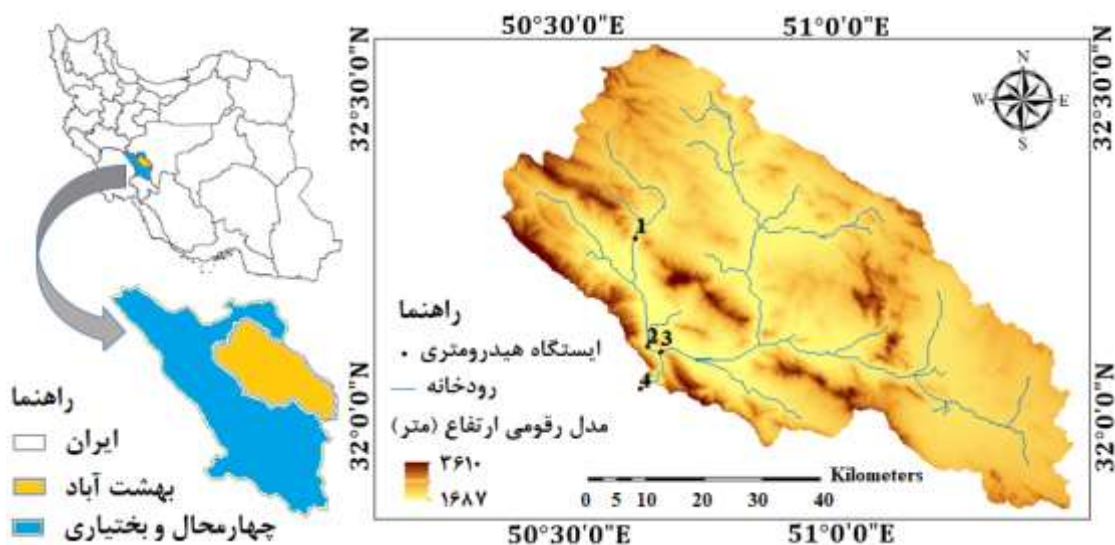 50°30'0"E
51°0'0"E
32°30'0"N
32°30'0"N
N
W
E
S
1
2
3
4
راهنما
ایستگاه هیدرومتری
رودخانه
مدل رقومی ارتفاع (متر)
۳۶۱۰
۱۶۸۷
Kilometers
0 5 10 20 30 40
32°0'0"N
32°0'0"N
50°30'0"E
51°0'0"E
راهنما
ایران
بهشت آباد
چهارمحال و بختیاری